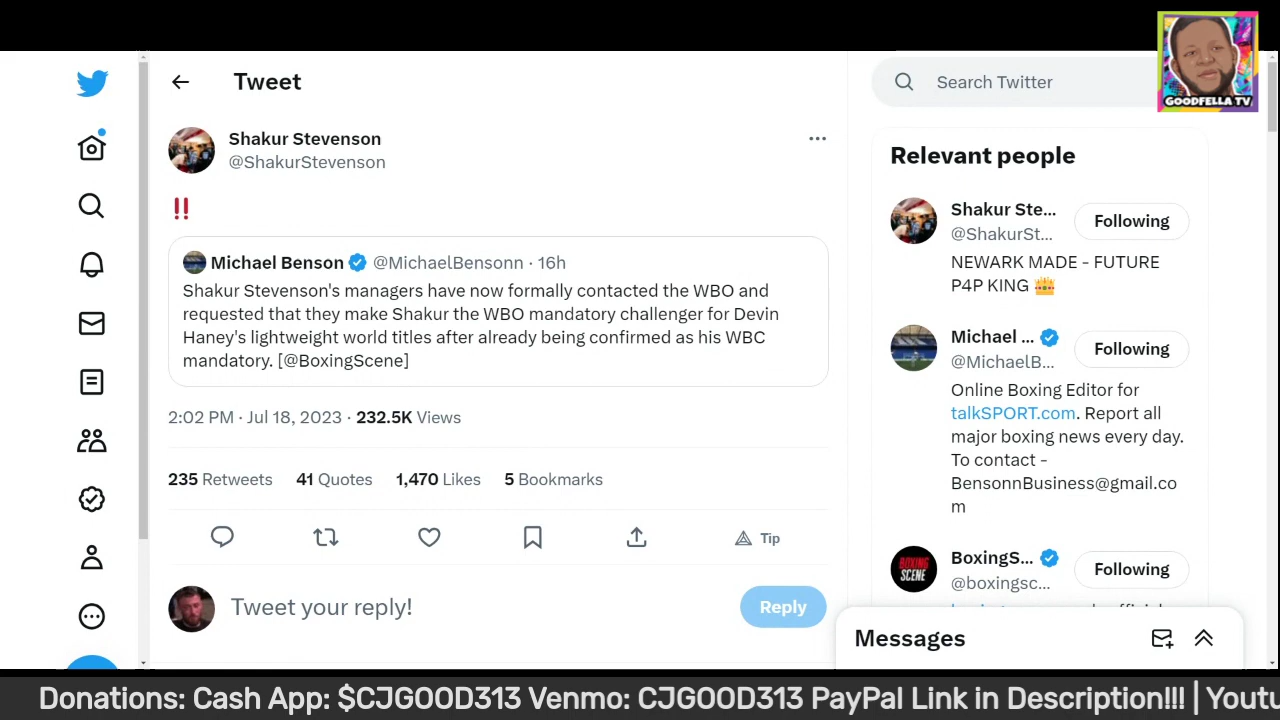 GOODFELLA TV
Tweet
Search Twitter
Shakur Stevenson
@ShakurStevenson
‼️
Michael Benson @MichaelBensonn · 16h
Shakur Stevenson's managers have now formally contacted the WBO and
requested that they make Shakur the WBO mandatory challenger for Devin
Haney's lightweight world titles after already being confirmed as his WBC
mandatory. [@BoxingScene]
2:02 PM · Jul 18, 2023 · 232.5K Views
235 Retweets 41 Quotes 1,470 Likes 5 Bookmarks
Tip
Tweet your reply!
Reply
Relevant people
Shakur Ste...
@ShakurSt...
Following
NEWARK MADE - FUTURE
P4P KING 👑
Michael ...
@MichaelB...
Following
Online Boxing Editor for
talkSPORT.com. Report all
major boxing news every day.
To contact -
BensonnBusiness@gmail.co
m
BOXING
SCENE
BoxingS...
@boxingsc...
Following
Messages
Donations: Cash App: $CJGOOD313 Venmo: CJGOOD313 PayPal Link in Description!!! | Youtu